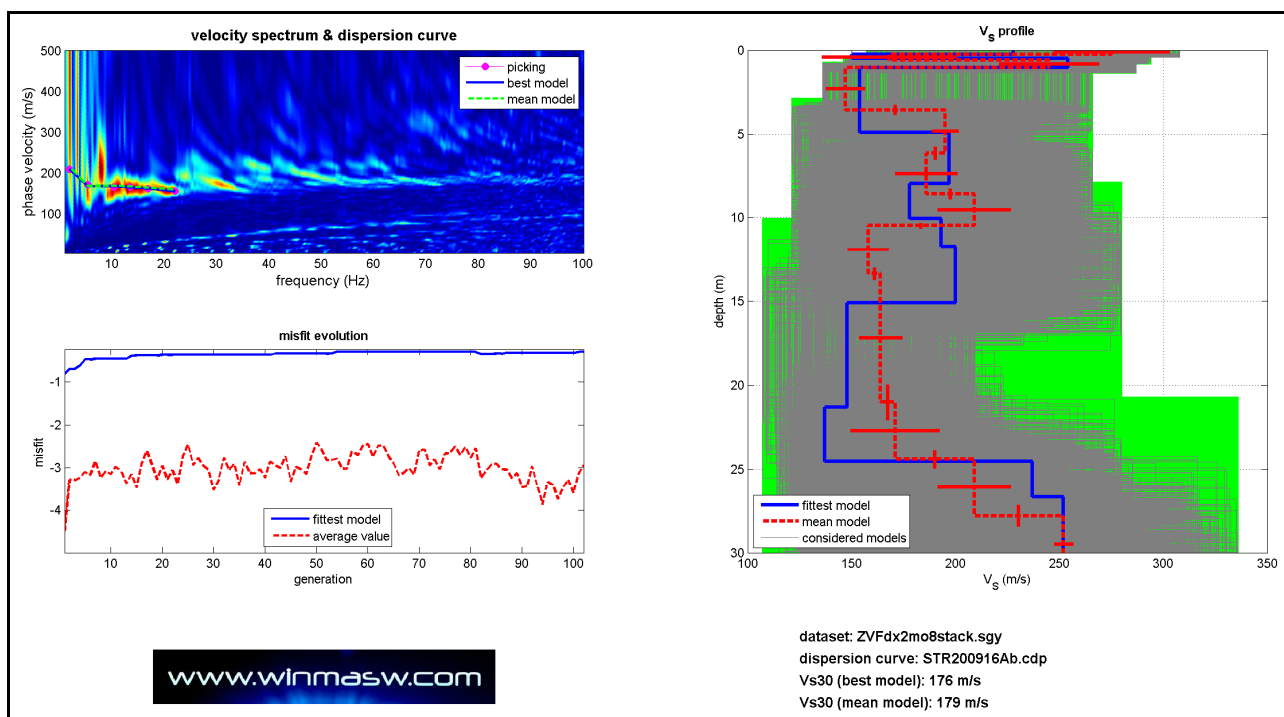 velocity spectrum & dispersion curve
500
400
300
200
100
phase velocity (m/s)
picking
best model
mean model
10 20 30 40 50 60 70 80 90 100
frequency (Hz)
misfit evolution
-1
-2
-3
-4
misfit
fittest model
average value
10 20 30 40 50 60 70 80 90 100
generation
www.winmasw.com
VS profile
0
5
10
15
20
25
30
depth (m)
fittest model
mean model
considered models
100 150 200 250 300 350
VS (m/s)
dataset: ZVFdx2mo8stack.sgy
dispersion curve: STR200916Ab.cdp
Vs30 (best model): 176 m/s
Vs30 (mean model): 179 m/s